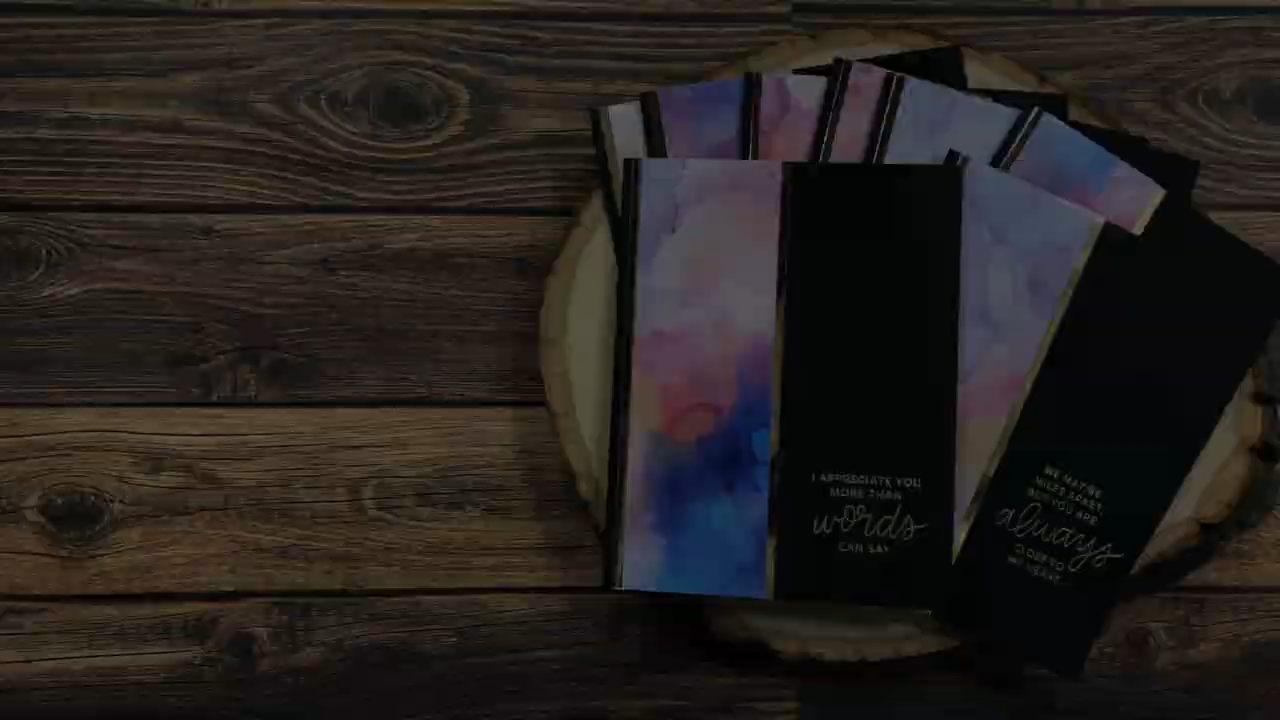 I APPRECIATE YOU
MORE THAN
words
CAN SAY
WE MAY BE
MILES APART,
BUT YOU ARE
always
CLOSE TO
MY HEART